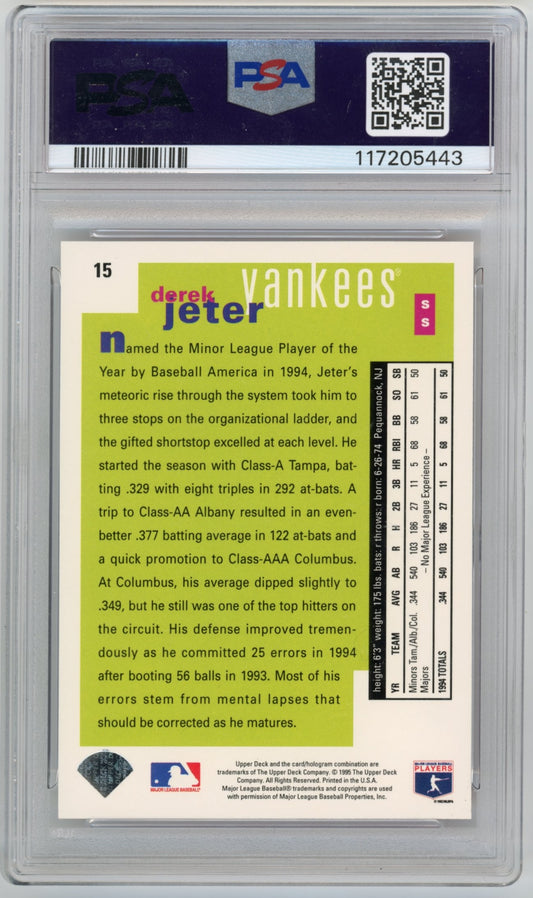 PSA
PSA
117205443
15
derek
jeter
yankees®
s
s
Named the Minor League Player of the
Year by Baseball America in 1994, Jeter's
meteoric rise through the system took him to
three stops on the organizational ladder, and
the gifted shortstop excelled at each level. He
started the season with Class-A Tampa, bat-
ting .329 with eight triples in 292 at-bats. A
trip to Class-AA Albany resulted in an even-
better .377 batting average in 122 at-bats and
a quick promotion to Class-AAA Columbus.
At Columbus, his average dipped slightly to
.349, but he still was one of the top hitters on
the circuit. His defense improved tremen-
dously as he committed 25 errors in 1994
after booting 56 balls in 1993. Most of his
errors stem from mental lapses that
should be corrected as he matures.
height: 6'3" weight: 175 lbs. bats: r throws: r born: 6-26-74 Pequannock, NJ
YR TEAM AVG AB R H 2B 3B HR RBI BB SO SB
Minors Tam./Alb./Col. .344 540 103 186 27 11 5 68 58 61 50
Majors – No Major League Experience –
1994 TOTALS .344 540 103 186 27 11 5 68 58 61 50
MAJOR LEAGUE BASEBALL®
Upper Deck and the card/hologram combination are
trademarks of The Upper Deck Company. © 1995 The Upper Deck
Company. All Rights Reserved. Printed in the U.S.A.
Major League Baseball® trademarks and copyrights are used
with permission of Major League Baseball Properties, Inc.
MAJOR LEAGUE BASEBALL
PLAYERS